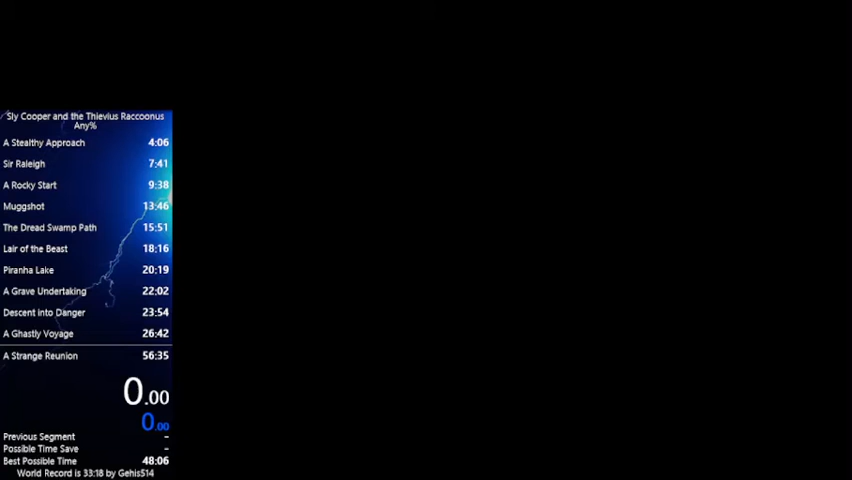 Sly Cooper and the Thievius Raccoonus
Any%
A Stealthy Approach 4:06
Sir Raleigh 7:41
A Rocky Start 9:38
Muggshot 13:46
The Dread Swamp Path 15:51
Lair of the Beast 18:16
Piranha Lake 20:19
A Grave Undertaking 22:02
Descent into Danger 23:54
A Ghastly Voyage 26:42
A Strange Reunion 56:35
0.00
0.00
Previous Segment -
Possible Time Save -
Best Possible Time 48:06
World Record is 33:18 by Gehis514